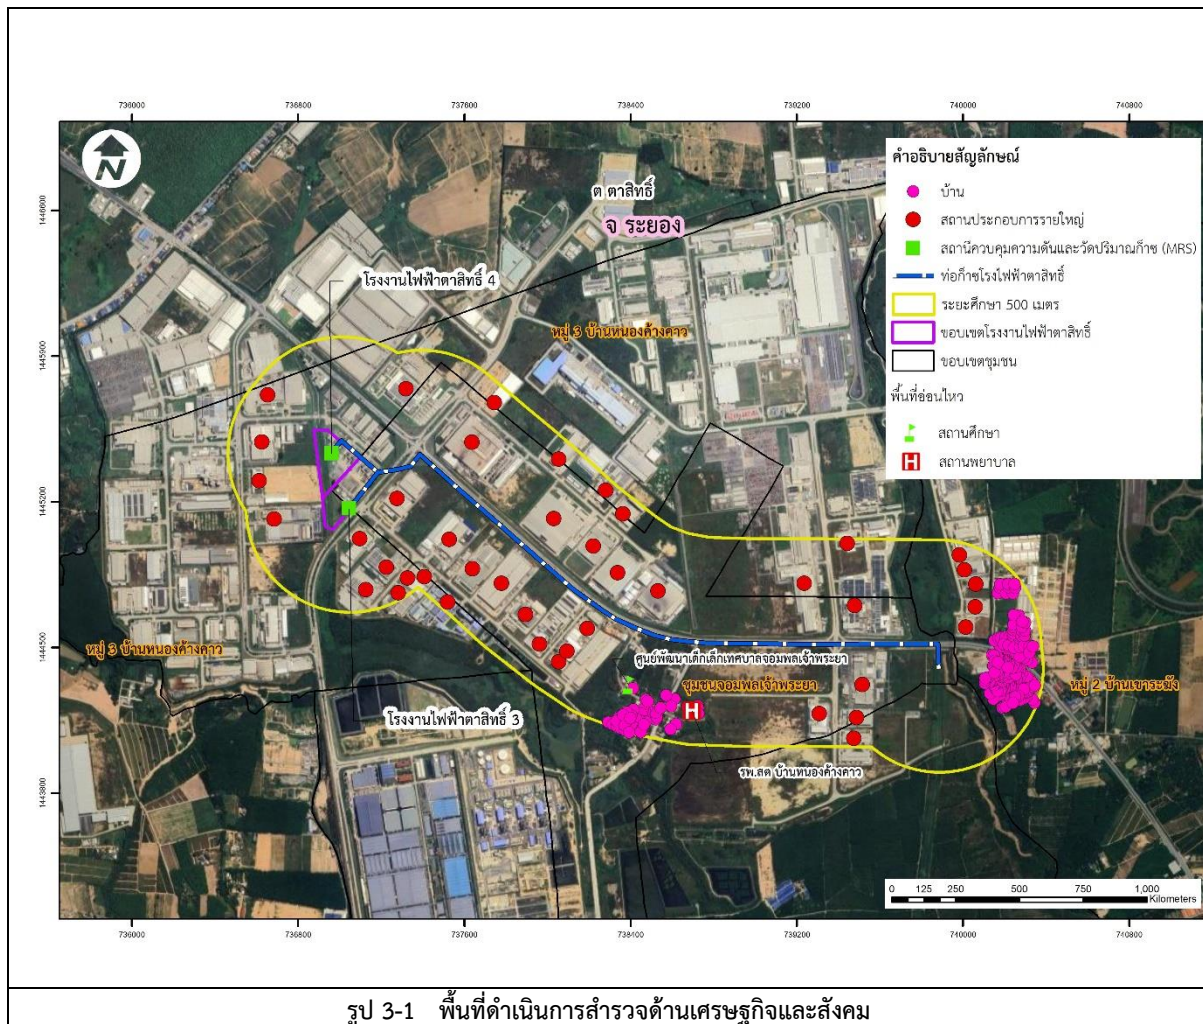 736000 736800 737600 738400 739200 740000 740800
1446600
1445900
1445200
1444500
1443800
1446600
1445900
1445200
1444500
1443800
N
ต ตาสิทธิ์
จ ระยอง
โรงงานไฟฟ้าตาสิทธิ์ 4
หมู่ 3 บ้านหนองค้างคาว
คำอธิบายสัญลักษณ์
บ้าน
สถานประกอบการรายใหญ่
สถานีควบคุมความดันและวัดปริมาณก๊าซ (MRS)
ท่อก๊าซโรงไฟฟ้าตาสิทธิ์
ระยะศึกษา 500 เมตร
ขอบเขตโรงงานไฟฟ้าตาสิทธิ์
ขอบเขตชุมชน
พื้นที่อ่อนไหว
สถานศึกษา
H สถานพยาบาล
หมู่ 3 บ้านหนองค้างคาว
ศูนย์พัฒนาเด็กเล็กเทศบาลจอมพลเจ้าพระยา
ชุมชนจอมพลเจ้าพระยา
หมู่ 2 บ้านเขาระฆัง
H
โรงงานไฟฟ้าตาสิทธิ์ 3
รพ.สต บ้านหนองค้างคาว
0 125 250 500 750 1,000
Kilometers
736000 736800 737600 738400 739200 740000 740800
รูป 3-1 พื้นที่ดำเนินการสำรวจด้านเศรษฐกิจและสังคม